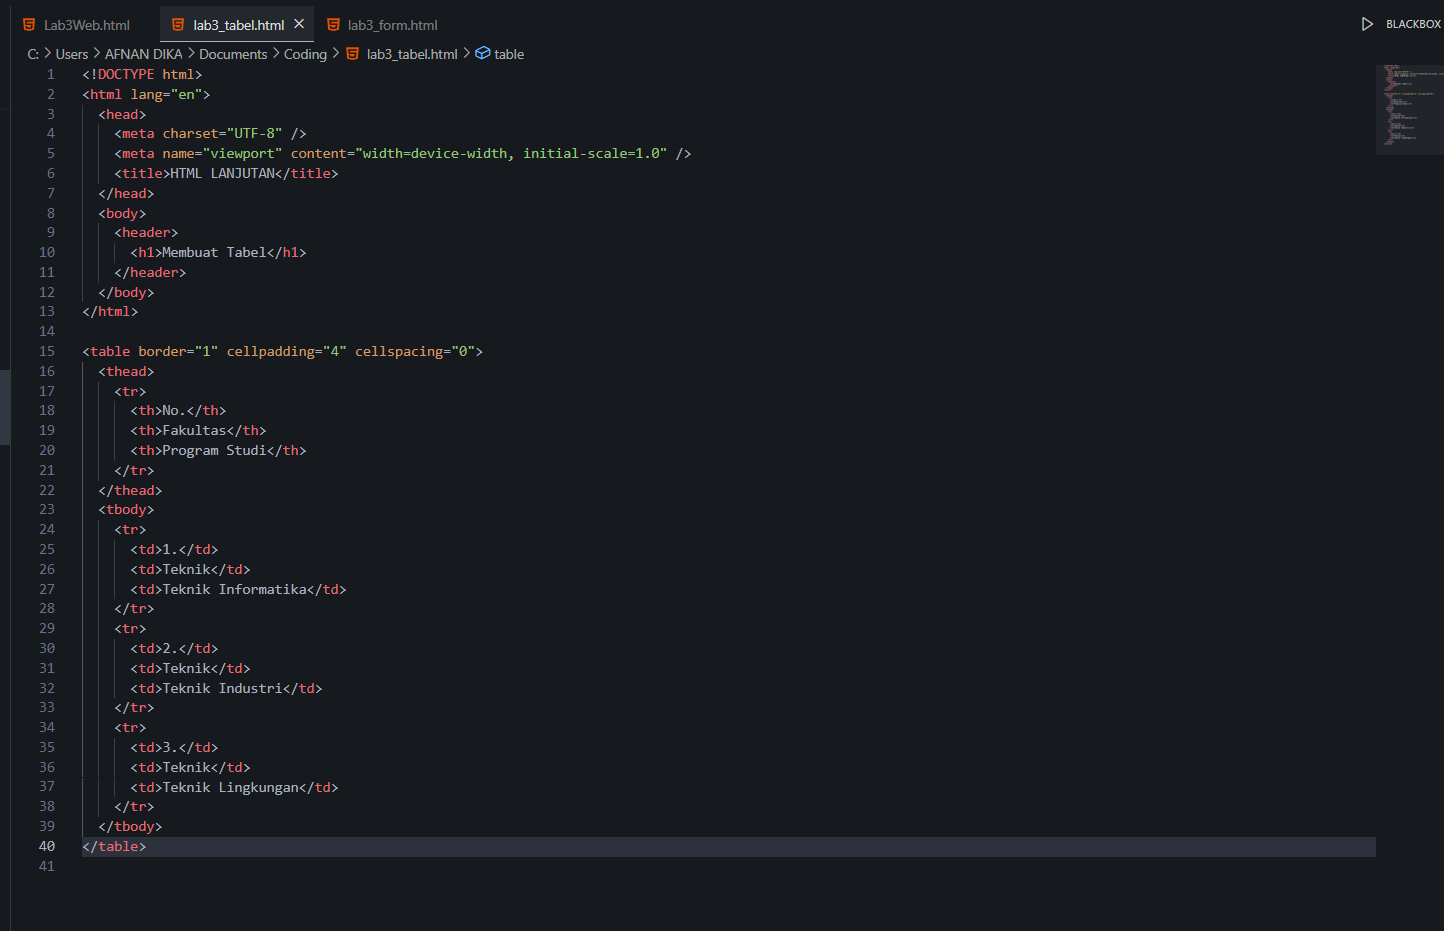 Lab3Web.html lab3_tabel.html lab3_form.html BLACKBOX
C: > Users > AFNAN DIKA > Documents > Coding > lab3_tabel.html > table
1 <!DOCTYPE html>
2 <html lang="en">
3 <head>
4 <meta charset="UTF-8" />
5 <meta name="viewport" content="width=device-width, initial-scale=1.0" />
6 <title>HTML LANJUTAN</title>
7 </head>
8 <body>
9 <header>
10 <h1>Membuat Tabel</h1>
11 </header>
12 </body>
13 </html>
14
15 <table border="1" cellpadding="4" cellspacing="0">
16 <thead>
17 <tr>
18 <th>No.</th>
19 <th>Fakultas</th>
20 <th>Program Studi</th>
21 </tr>
22 </thead>
23 <tbody>
24 <tr>
25 <td>1.</td>
26 <td>Teknik</td>
27 <td>Teknik Informatika</td>
28 </tr>
29 <tr>
30 <td>2.</td>
31 <td>Teknik</td>
32 <td>Teknik Industri</td>
33 </tr>
34 <tr>
35 <td>3.</td>
36 <td>Teknik</td>
37 <td>Teknik Lingkungan</td>
38 </tr>
39 </tbody>
40 </table>
41